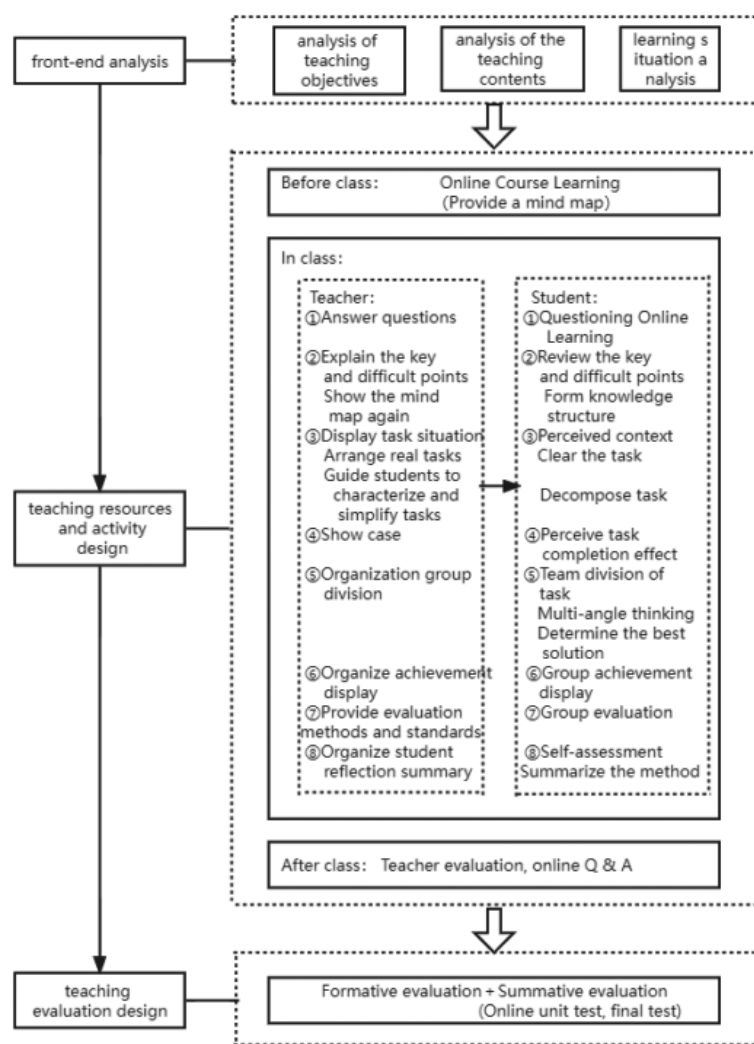 front-end analysis
analysis of
teaching
objectives
analysis of the
teaching
contents
learning s
ituation a
nalysis
Before class: Online Course Learning
(Provide a mind map)
In class:
Teacher:
①Answer questions
②Explain the key
and difficult points
Show the mind
map again
③Display task situation
Arrange real tasks
Guide students to
characterize and
simplify tasks
④Show case
⑤Organization group
division
⑥Organize achievement
display
⑦Provide evaluation
methods and standards
⑧Organize student
reflection summary
Student:
①Questioning Online
Learning
②Review the key
and difficult points
Form knowledge
structure
③Perceived context
Clear the task
Decompose task
④Perceive task
completion effect
⑤Team division of
task
Multi-angle thinking
Determine the best
solution
⑥Group achievement
display
⑦Group evaluation
⑧Self-assessment
Summarize the method
teaching resources
and activity
design
After class: Teacher evaluation, online Q & A
teaching
evaluation design
Formative evaluation + Summative evaluation
(Online unit test, final test)